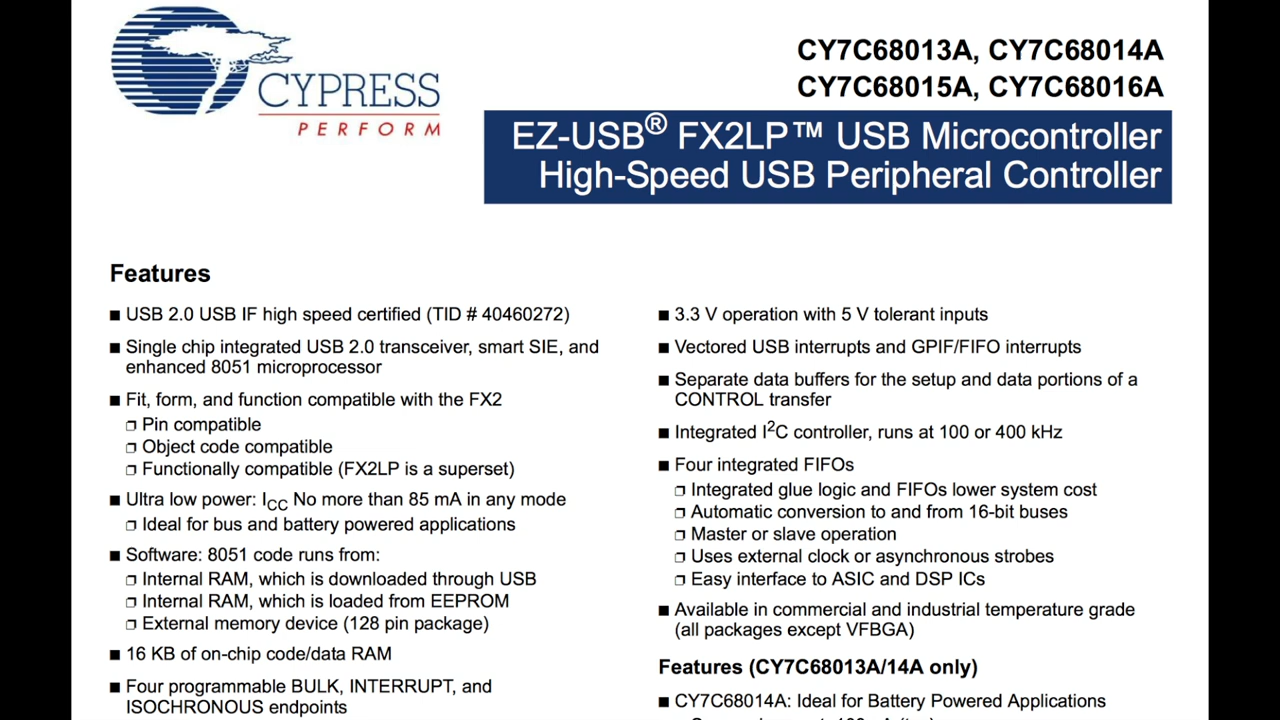 CYPRESS
PERFORM
CY7C68013A, CY7C68014A
CY7C68015A, CY7C68016A
EZ-USB® FX2LP™ USB Microcontroller
High-Speed USB Peripheral Controller
Features
■ USB 2.0 USB IF high speed certified (TID # 40460272)
■ Single chip integrated USB 2.0 transceiver, smart SIE, and
enhanced 8051 microprocessor
■ Fit, form, and function compatible with the FX2
❐ Pin compatible
❐ Object code compatible
❐ Functionally compatible (FX2LP is a superset)
■ Ultra low power: ICC No more than 85 mA in any mode
❐ Ideal for bus and battery powered applications
■ Software: 8051 code runs from:
❐ Internal RAM, which is downloaded through USB
❐ Internal RAM, which is loaded from EEPROM
❐ External memory device (128 pin package)
■ 16 KB of on-chip code/data RAM
■ Four programmable BULK, INTERRUPT, and
ISOCHRONOUS endpoints
■ 3.3 V operation with 5 V tolerant inputs
■ Vectored USB interrupts and GPIF/FIFO interrupts
■ Separate data buffers for the setup and data portions of a
CONTROL transfer
■ Integrated I2C controller, runs at 100 or 400 kHz
■ Four integrated FIFOs
❐ Integrated glue logic and FIFOs lower system cost
❐ Automatic conversion to and from 16-bit buses
❐ Master or slave operation
❐ Uses external clock or asynchronous strobes
❐ Easy interface to ASIC and DSP ICs
■ Available in commercial and industrial temperature grade
(all packages except VFBGA)
Features (CY7C68013A/14A only)
■ CY7C68014A: Ideal for Battery Powered Applications